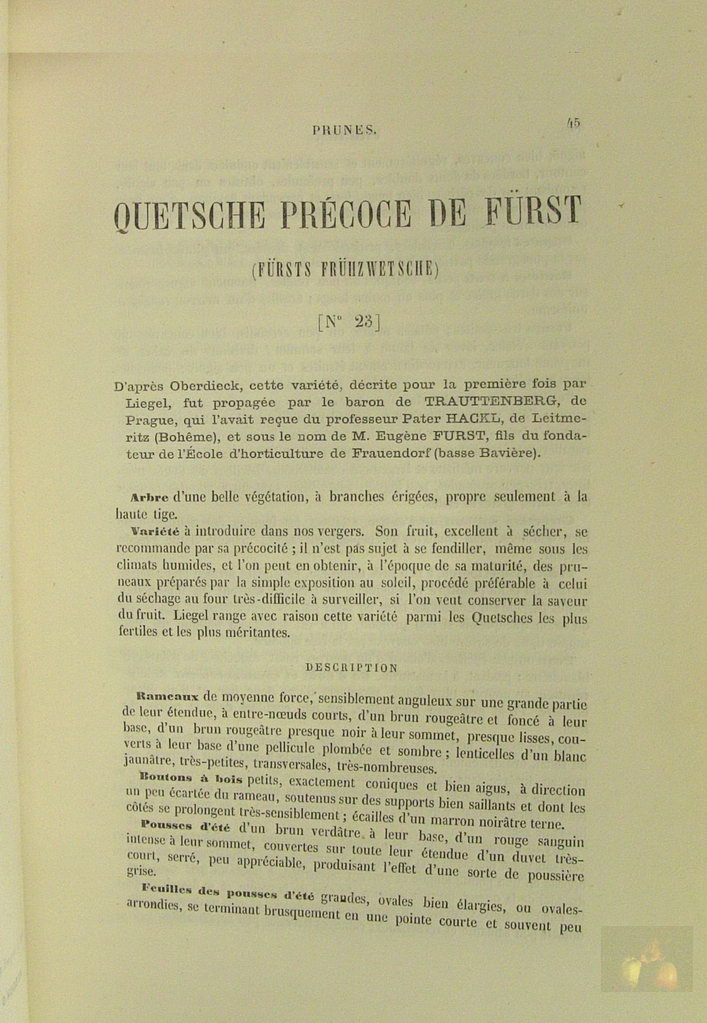 PRUNES.
45
QUETSCHE PRÉCOCE DE FÜRST
(FÜRSTS FRÜHZWETSCHE)
[N° 23]
D'après Oberdieck, cette variété, décrite pour la première fois par
Liegel, fut propagée par le baron de TRAUTTENBERG, de
Prague, qui l'avait reçue du professeur Pater HACKL, de Leitme-
ritz (Bohême), et sous le nom de M. Eugène FURST, fils du fonda-
teur de l'École d'horticulture de Frauendorf (basse Bavière).
Arbre d'une belle végétation, à branches érigées, propre seulement à la
haute tige.
Variété à introduire dans nos vergers. Son fruit, excellent à sécher, se
recommande par sa précocité ; il n'est pas sujet à se fendiller, même sous les
climats humides, et l'on peut en obtenir, à l'époque de sa maturité, des pru-
neaux préparés par la simple exposition au soleil, procédé préférable à celui
du séchage au four très-difficile à surveiller, si l'on veut conserver la saveur
du fruit. Liegel range avec raison cette variété parmi les Quetsches les plus
fertiles et les plus méritantes.
DESCRIPTION
Rameaux de moyenne force, sensiblement anguleux sur une grande partie
de leur étendue, à entre-nœuds courts, d'un brun rougeâtre et foncé à leur
base, d'un brun rougeâtre presque noir à leur sommet, presque lisses, cou-
verts à leur base d'une pellicule plombée et sombre ; lenticelles d'un blanc
jaunâtre, très-petites, transversales, très-nombreuses.
Boutons à bois petits, exactement coniques et bien aigus, à direction
un peu écartée du rameau, soutenus sur des supports bien saillants et dont les
côtés se prolongent très-sensiblement ; écailles d'un marron noirâtre terne.
Pousses d'été d'un brun verdâtre à leur base, d'un rouge sanguin
intense à leur sommet, couvertes sur toute leur étendue d'un duvet très-
court, serré, peu appréciable, produisant l'effet d'une sorte de poussière
grise.
Feuilles des pousses d'été grandes, ovales bien élargies, ou ovales-
arrondies, se terminant brusquement en une pointe courte et souvent peu